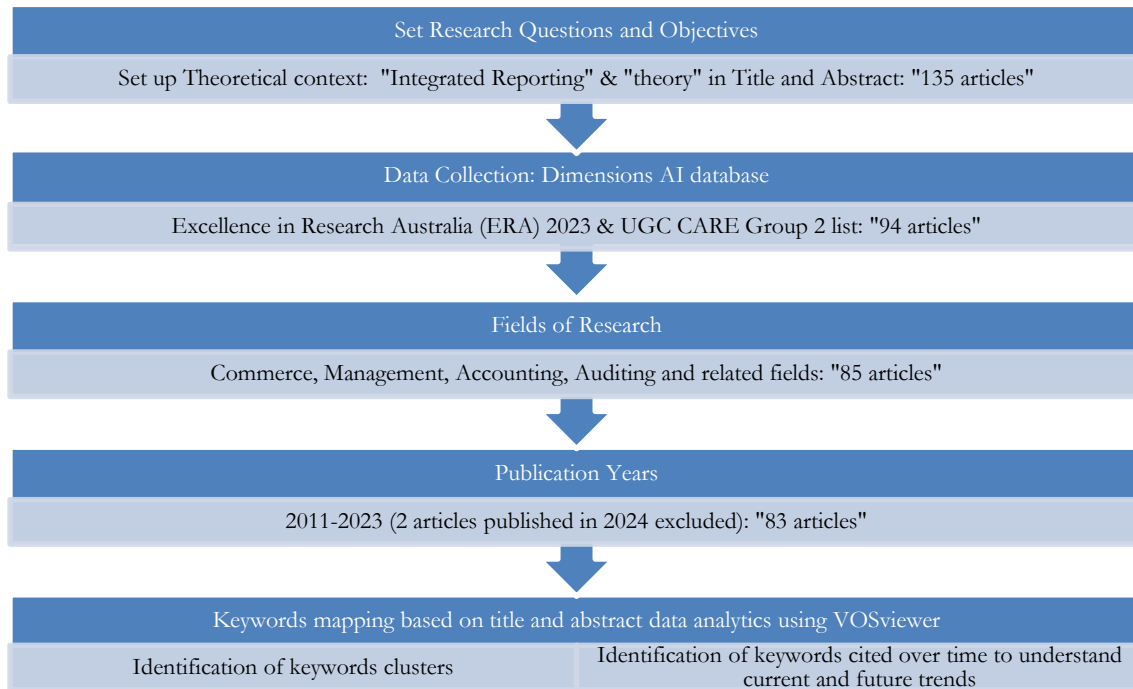 Set Research Questions and Objectives
Set up Theoretical context: "Integrated Reporting" & "theory" in Title and Abstract: "135 articles"
Data Collection: Dimensions AI database
Excellence in Research Australia (ERA) 2023 & UGC CARE Group 2 list: "94 articles"
Fields of Research
Commerce, Management, Accounting, Auditing and related fields: "85 articles"
Publication Years
2011-2023 (2 articles published in 2024 excluded): "83 articles"
Keywords mapping based on title and abstract data analytics using VOSviewer
Identification of keywords clusters
Identification of keywords cited over time to understand
current and future trends